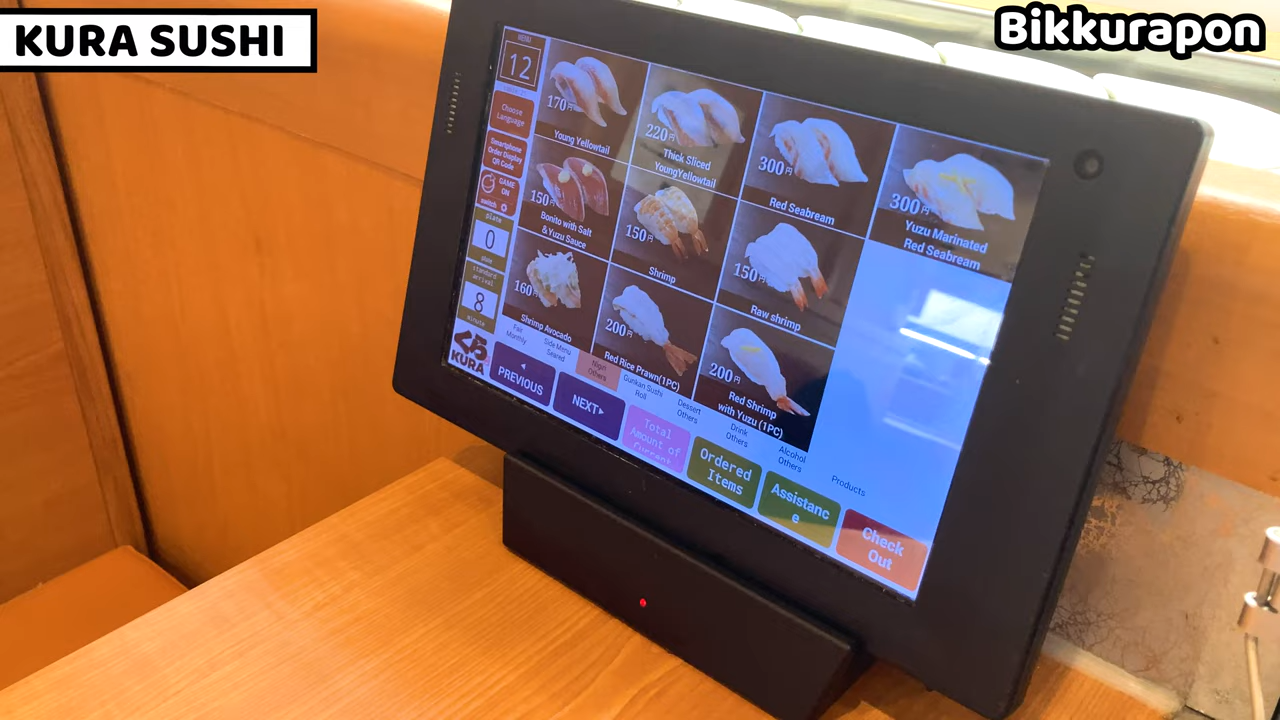 KURA SUSHI
Bikkurapon
12
Choose
Language
Smartphone
Order Display
QR Code
GAME
ON
switch
plate
0
standard
arrival
8
minute
KURA
170円
Young Yellowtail
220円
Thick Sliced
YoungYellowtail
300円
Red Seabream
300円
Yuzu Marinated
Red Seabream
150円
Bonito with Salt
&Yuzu Sauce
150円
Shrimp
150円
Raw shrimp
160円
Shrimp Avocado
200円
Red Rice Prawn(1PC)
200円
Red Shrimp
with Yuzu (1PC)
Fair
Monthly
Side Menu
Seared
Nigiri
Others
Gunkan Sushi
Roll
Dessert
Others
Drink
Others
Alcohol
Others
Products
PREVIOUS
NEXT
Total
Amount of
Current
Ordered
Items
Assistanc
e
Check
Out